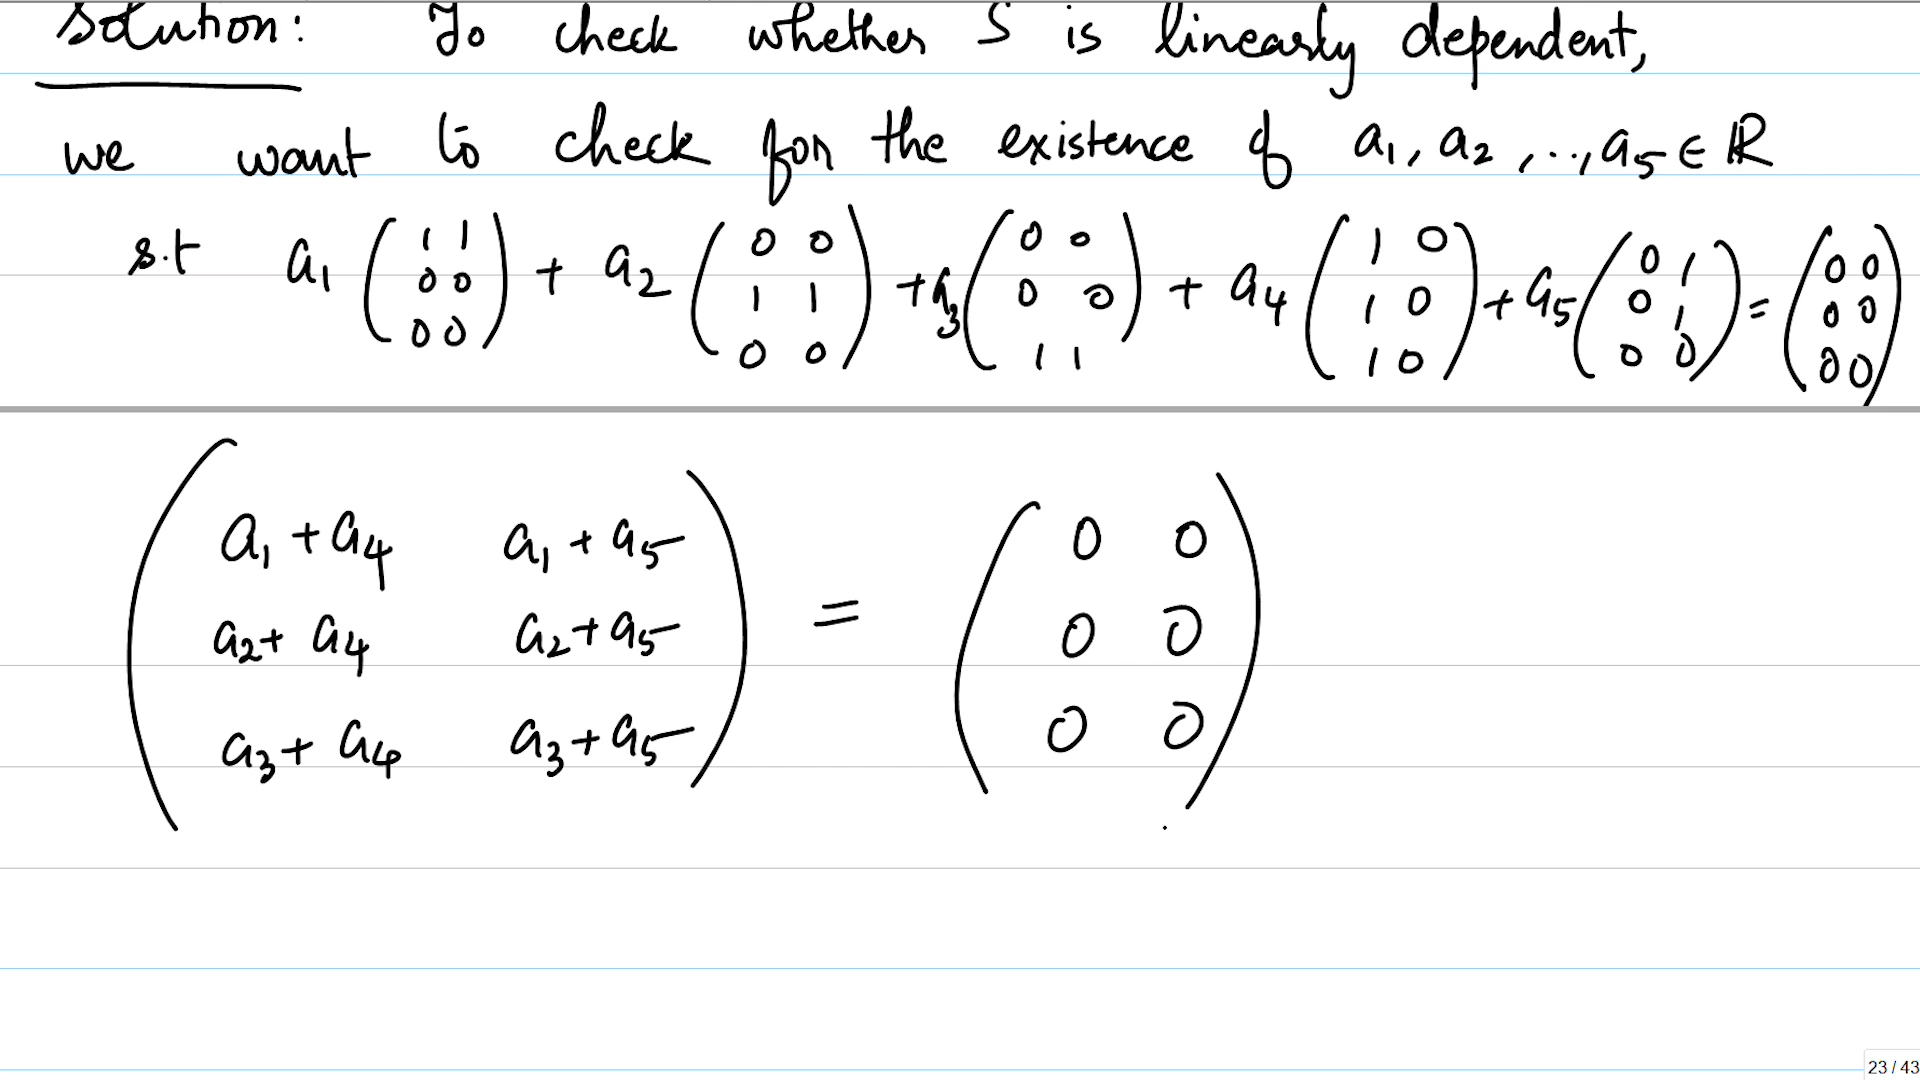 Solution: To check whether S is linearly dependent,
we want to check for the existence of a₁, a₂, .., a₅ ∈ ℝ
s.t a₁ (1 1 / 0 0 / 0 0) + a₂ (0 0 / 1 1 / 0 0) + a₃ (0 0 / 0 0 / 1 1) + a₄ (1 0 / 1 0 / 1 0) + a₅ (0 1 / 0 1 / 0 0) = (0 0 / 0 0 / 0 0)
(a₁ + a₄ a₁ + a₅ / a₂ + a₄ a₂ + a₅ / a₃ + a₄ a₃ + a₅) = (0 0 / 0 0 / 0 0)
23 / 43